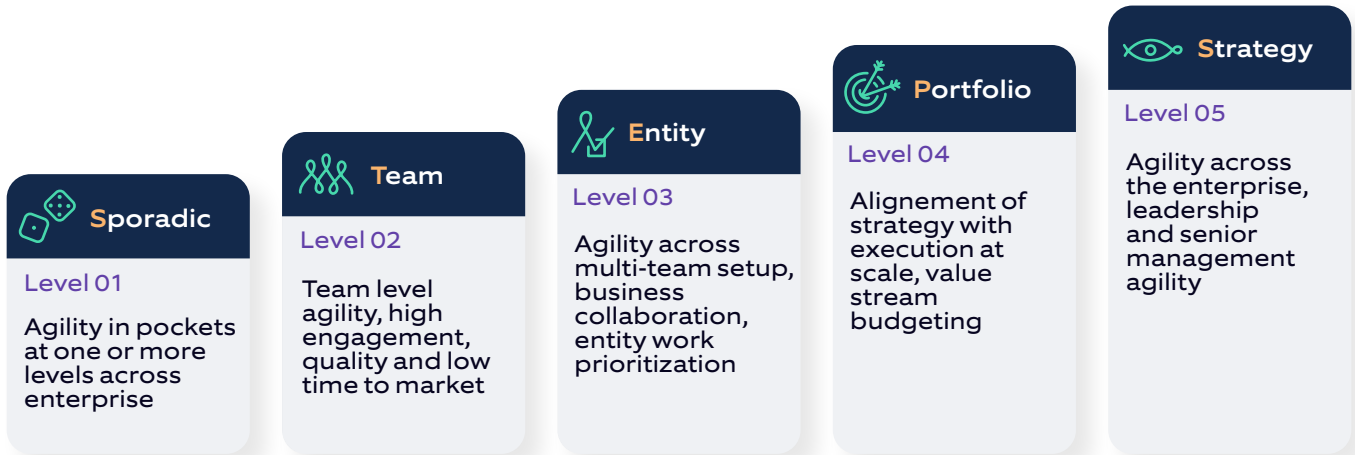 Sporadic
Level 01
Agility in pockets
at one or more
levels across
enterprise
Team
Level 02
Team level
agility, high
engagement,
quality and low
time to market
Entity
Level 03
Agility across
multi-team setup,
business
collaboration,
entity work
prioritization
Portfolio
Level 04
Alignement of
strategy with
execution at
scale, value
stream
budgeting
Strategy
Level 05
Agility across
the enterprise,
leadership
and senior
management
agility